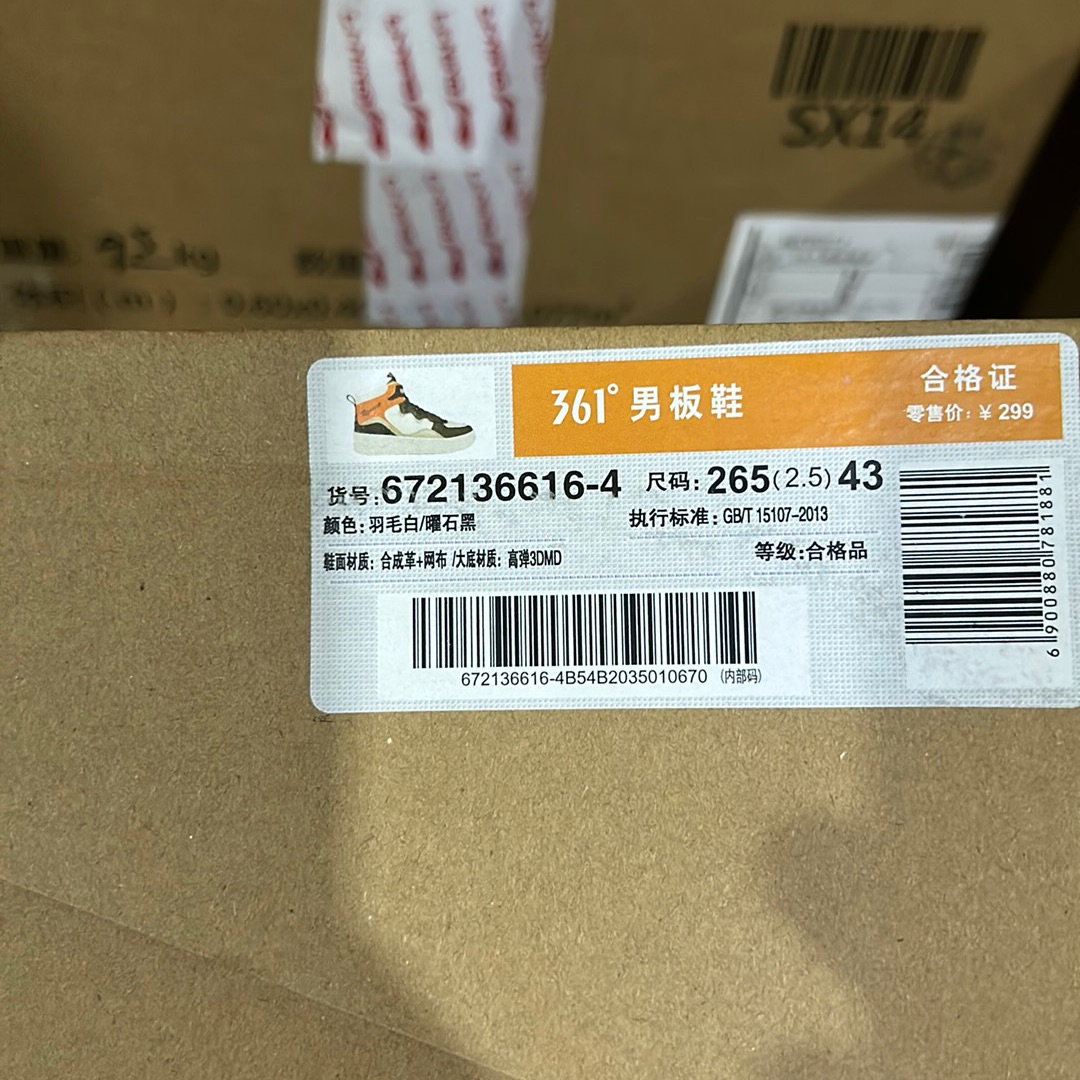 SX14
361° 男板鞋
合格证
零售价：￥ 299
货号：672136616-4 尺码：265(2.5) 43
颜色：羽毛白/曜石黑
执行标准：GB/T 15107-2013
鞋面材质：合成革+网布 /大底材质：高弹3DMD
等级：合格品
672136616-4B54B2035010670 (内部码)
6900880781881